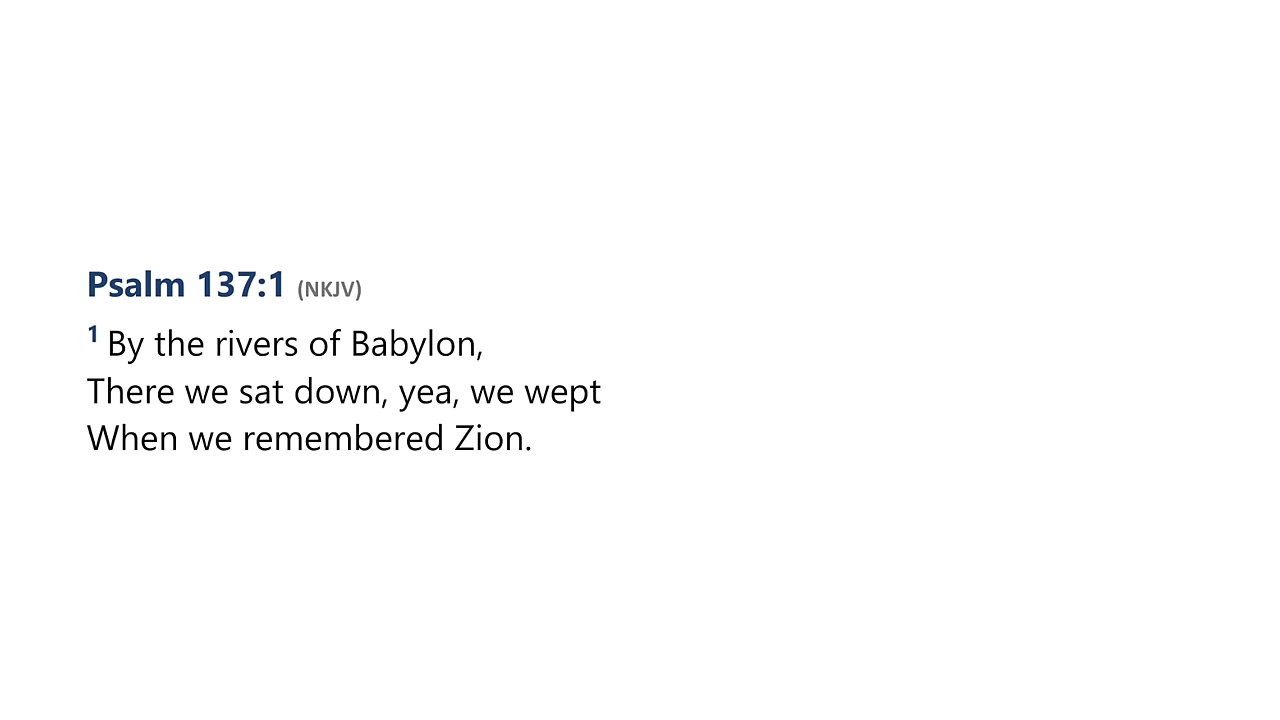 Psalm 137:1 (NKJV)
1 By the rivers of Babylon,
There we sat down, yea, we wept
When we remembered Zion.